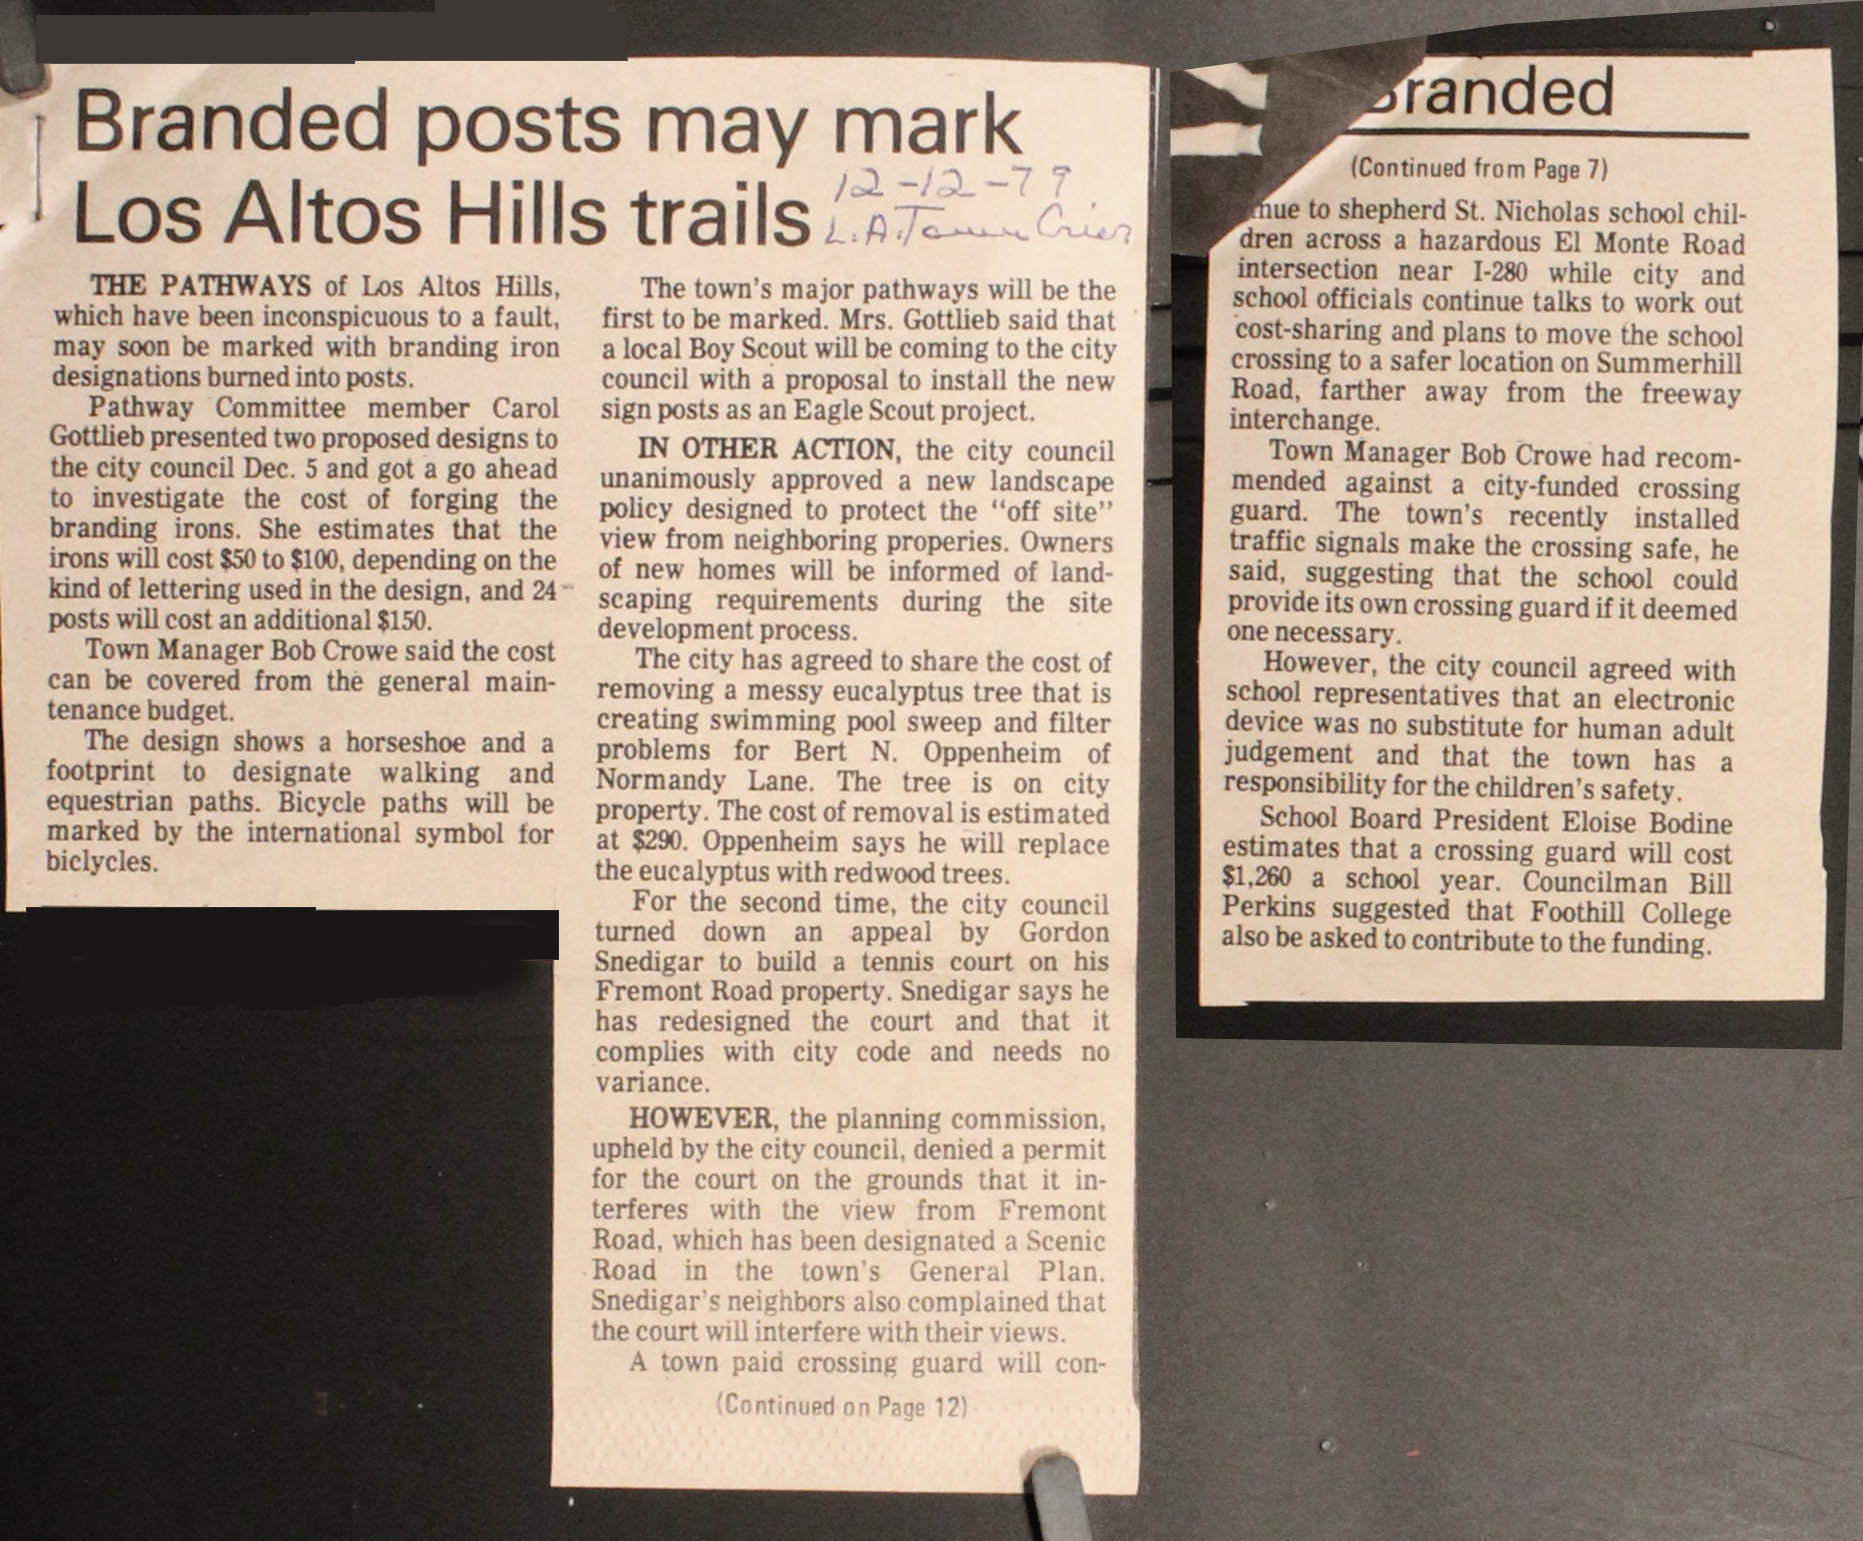 Branded posts may mark
Los Altos Hills trails
12-12-79
L.A. Town Crier
THE PATHWAYS of Los Altos Hills,
which have been inconspicuous to a fault,
may soon be marked with branding iron
designations burned into posts.
Pathway Committee member Carol
Gottlieb presented two proposed designs to
the city council Dec. 5 and got a go ahead
to investigate the cost of forging the
branding irons. She estimates that the
irons will cost $50 to $100, depending on the
kind of lettering used in the design, and 24
posts will cost an additional $150.
Town Manager Bob Crowe said the cost
can be covered from the general main-
tenance budget.
The design shows a horseshoe and a
footprint to designate walking and
equestrian paths. Bicycle paths will be
marked by the international symbol for
biclycles.
The town's major pathways will be the
first to be marked. Mrs. Gottlieb said that
a local Boy Scout will be coming to the city
council with a proposal to install the new
sign posts as an Eagle Scout project.
IN OTHER ACTION, the city council
unanimously approved a new landscape
policy designed to protect the "off site"
view from neighboring properies. Owners
of new homes will be informed of land-
scaping requirements during the site
development process.
The city has agreed to share the cost of
removing a messy eucalyptus tree that is
creating swimming pool sweep and filter
problems for Bert N. Oppenheim of
Normandy Lane. The tree is on city
property. The cost of removal is estimated
at $290. Oppenheim says he will replace
the eucalyptus with redwood trees.
For the second time, the city council
turned down an appeal by Gordon
Snedigar to build a tennis court on his
Fremont Road property. Snedigar says he
has redesigned the court and that it
complies with city code and needs no
variance.
HOWEVER, the planning commission,
upheld by the city council, denied a permit
for the court on the grounds that it in-
terferes with the view from Fremont
Road, which has been designated a Scenic
Road in the town's General Plan.
Snedigar's neighbors also complained that
the court will interfere with their views.
A town paid crossing guard will con-
(Continued on Page 12)
Branded
(Continued from Page 7)
nue to shepherd St. Nicholas school chil-
dren across a hazardous El Monte Road
intersection near I-280 while city and
school officials continue talks to work out
cost-sharing and plans to move the school
crossing to a safer location on Summerhill
Road, farther away from the freeway
interchange.
Town Manager Bob Crowe had recom-
mended against a city-funded crossing
guard. The town's recently installed
traffic signals make the crossing safe, he
said, suggesting that the school could
provide its own crossing guard if it deemed
one necessary.
However, the city council agreed with
school representatives that an electronic
device was no substitute for human adult
judgement and that the town has a
responsibility for the children's safety.
School Board President Eloise Bodine
estimates that a crossing guard will cost
$1,260 a school year. Councilman Bill
Perkins suggested that Foothill College
also be asked to contribute to the funding.